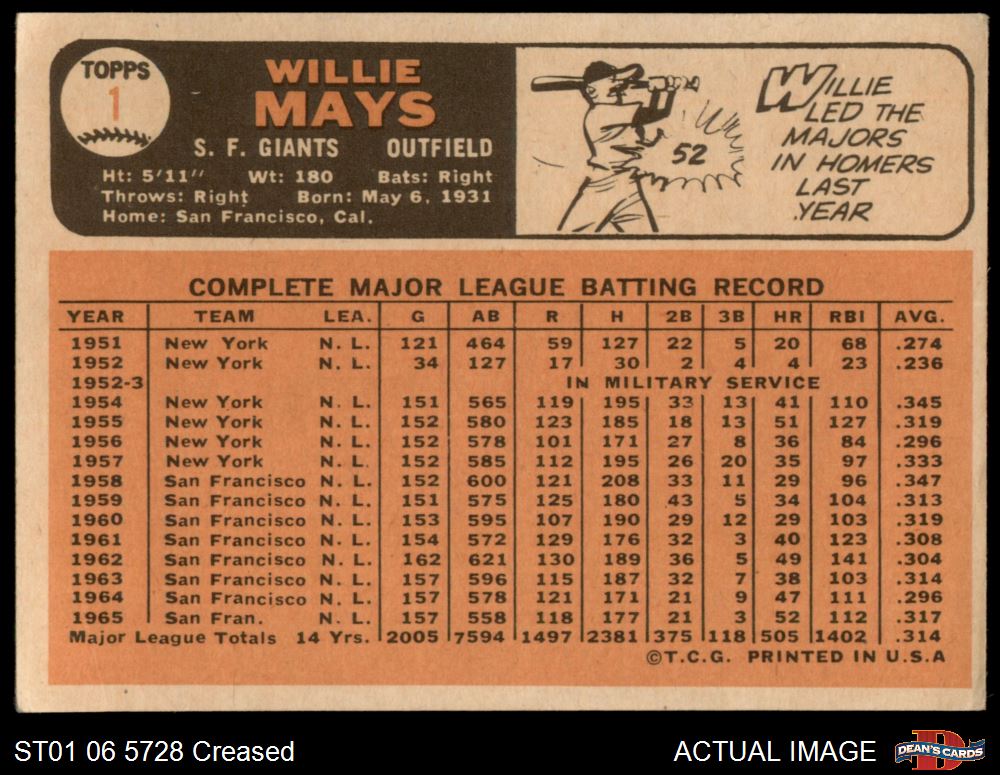 TOPPS
1
WILLIE
MAYS
S. F. GIANTS OUTFIELD
Ht: 5'11" Wt: 180 Bats: Right
Throws: Right Born: May 6, 1931
Home: San Francisco, Cal.
52
WILLIE
LED THE
MAJORS
IN HOMERS
LAST
YEAR
COMPLETE MAJOR LEAGUE BATTING RECORD
YEAR TEAM LEA. G AB R H 2B 3B HR RBI AVG.
1951 New York N. L. 121 464 59 127 22 5 20 68 .274
1952 New York N. L. 34 127 17 30 2 4 4 23 .236
1952-3 IN MILITARY SERVICE
1954 New York N. L. 151 565 119 195 33 13 41 110 .345
1955 New York N. L. 152 580 123 185 18 13 51 127 .319
1956 New York N. L. 152 578 101 171 27 8 36 84 .296
1957 New York N. L. 152 585 112 195 26 20 35 97 .333
1958 San Francisco N. L. 152 600 121 208 33 11 29 96 .347
1959 San Francisco N. L. 151 575 125 180 43 5 34 104 .313
1960 San Francisco N. L. 153 595 107 190 29 12 29 103 .319
1961 San Francisco N. L. 154 572 129 176 32 3 40 123 .308
1962 San Francisco N. L. 162 621 130 189 36 5 49 141 .304
1963 San Francisco N. L. 157 596 115 187 32 7 38 103 .314
1964 San Francisco N. L. 157 578 121 171 21 9 47 111 .296
1965 San Fran. N. L. 157 558 118 177 21 3 52 112 .317
Major League Totals 14 Yrs. 2005 7594 1497 2381 375 118 505 1402 .314
©T.C.G. PRINTED IN U.S.A
ST01 06 5728 Creased
ACTUAL IMAGE
D
DEAN'S CARDS